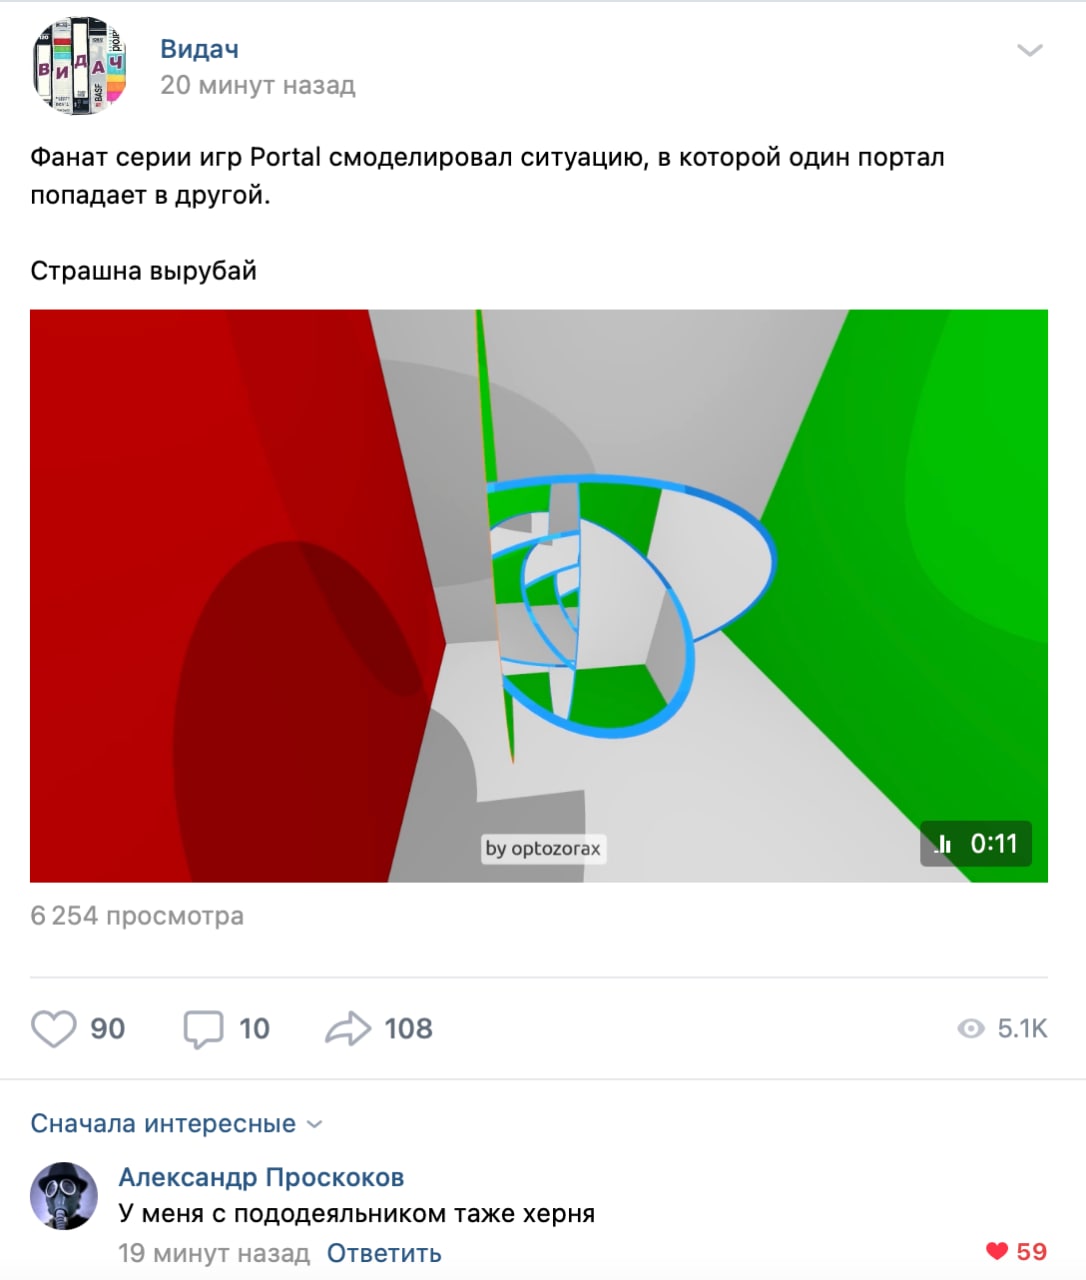 ВИДАЧ
BASF
Видач
20 минут назад
Фанат серии игр Portal смоделировал ситуацию, в которой один портал
попадает в другой.
Страшна вырубай
by optozorax
0:11
6 254 просмотра
90 10 108 5.1K
Сначала интересные
Александр Проскоков
У меня с пододеяльником таже херня
19 минут назад Ответить 59